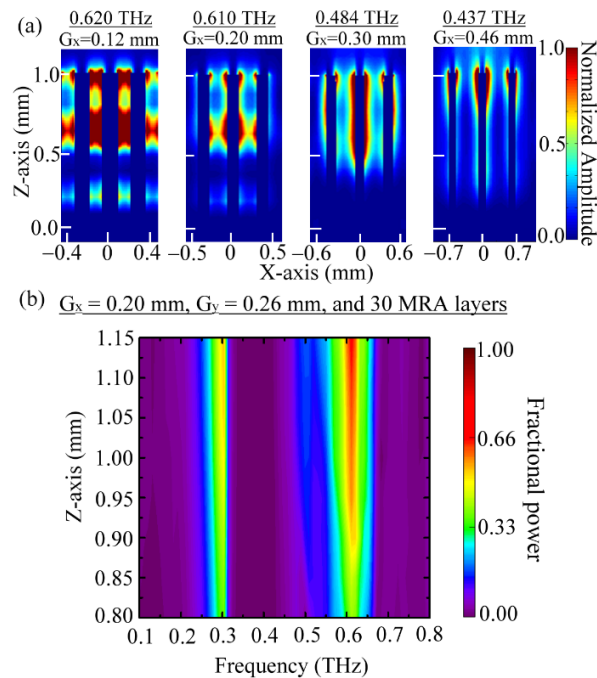 (a)
0.620 THz 0.610 THz 0.484 THz 0.437 THz
Gₓ=0.12 mm Gₓ=0.20 mm Gₓ=0.30 mm Gₓ=0.46 mm
Z-axis (mm)
1.0
0.5
0.0
−0.4 0 0.4
−0.5 0 0.5
−0.6 0 0.6
−0.7 0 0.7
X-axis (mm)
1.0
0.0
Normalized Amplitude
(b) Gₓ = 0.20 mm, Gᵧ = 0.26 mm, and 30 MRA layers
Z-axis (mm)
1.15
1.10
1.05
1.00
0.95
0.90
0.85
0.80
0.1 0.2 0.3 0.4 0.5 0.6 0.7 0.8
Frequency (THz)
1.00
0.66
0.33
0.00
Fractional power